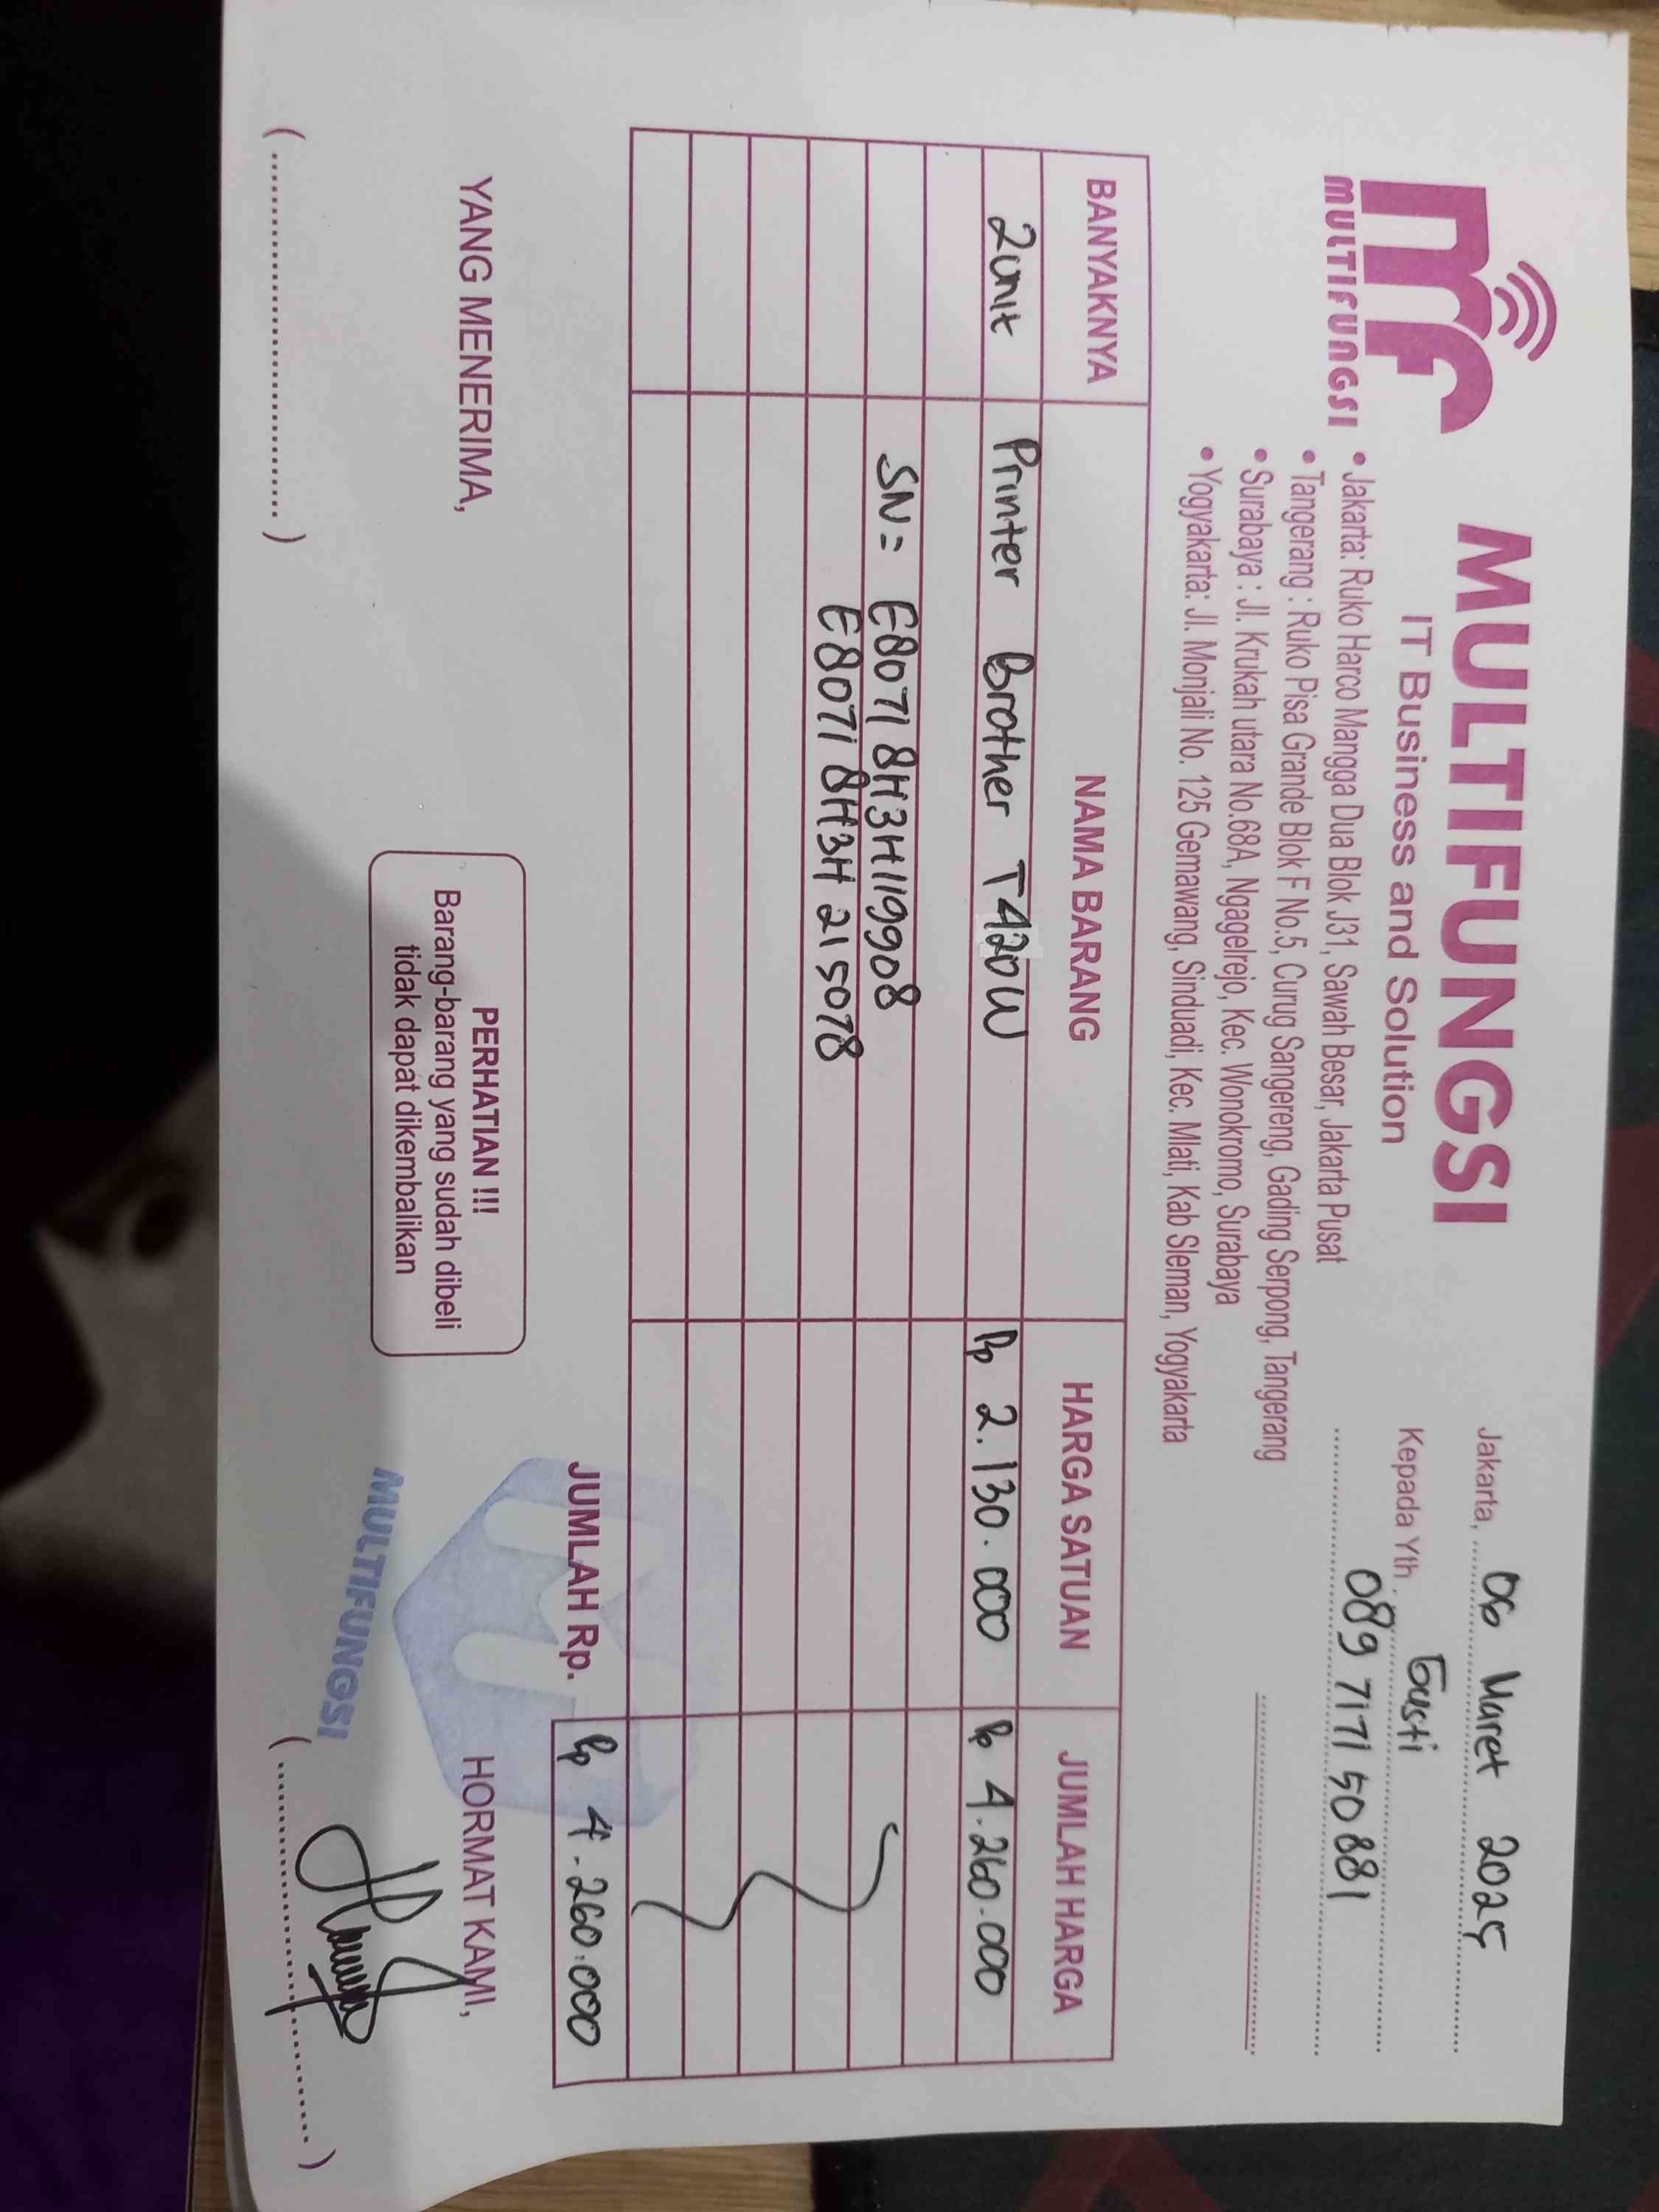 MULTIFUNGSI
MULTIFUNGSI
IT Business and Solution
• Jakarta: Ruko Harco Mangga Dua Blok J31, Sawah Besar, Jakarta Pusat
• Tangerang : Ruko Pisa Grande Blok F No.5, Curug Sangereng, Gading Serpong, Tangerang
• Surabaya : Jl. Krukah utara No.68A, Ngagelrejo, Kec. Wonokromo, Surabaya
• Yogyakarta: Jl. Monjali No. 125 Gemawang, Sinduadi, Kec. Mlati, Kab Sleman, Yogyakarta
Jakarta, 06 Maret 2025
Kepada Yth. Gusti
089 7171 50 881
BANYAKNYA NAMA BARANG HARGA SATUAN JUMLAH HARGA
2 unit Printer Brother T420W Rp 2.130.000 Rp 4.260.000
SN = E80718H3H119908
E80718H3H215078
JUMLAH Rp. Rp 4.260.000
YANG MENERIMA,
PERHATIAN !!!
Barang-barang yang sudah dibeli
tidak dapat dikembalikan
HORMAT KAMI,
MULTIFUNGSI